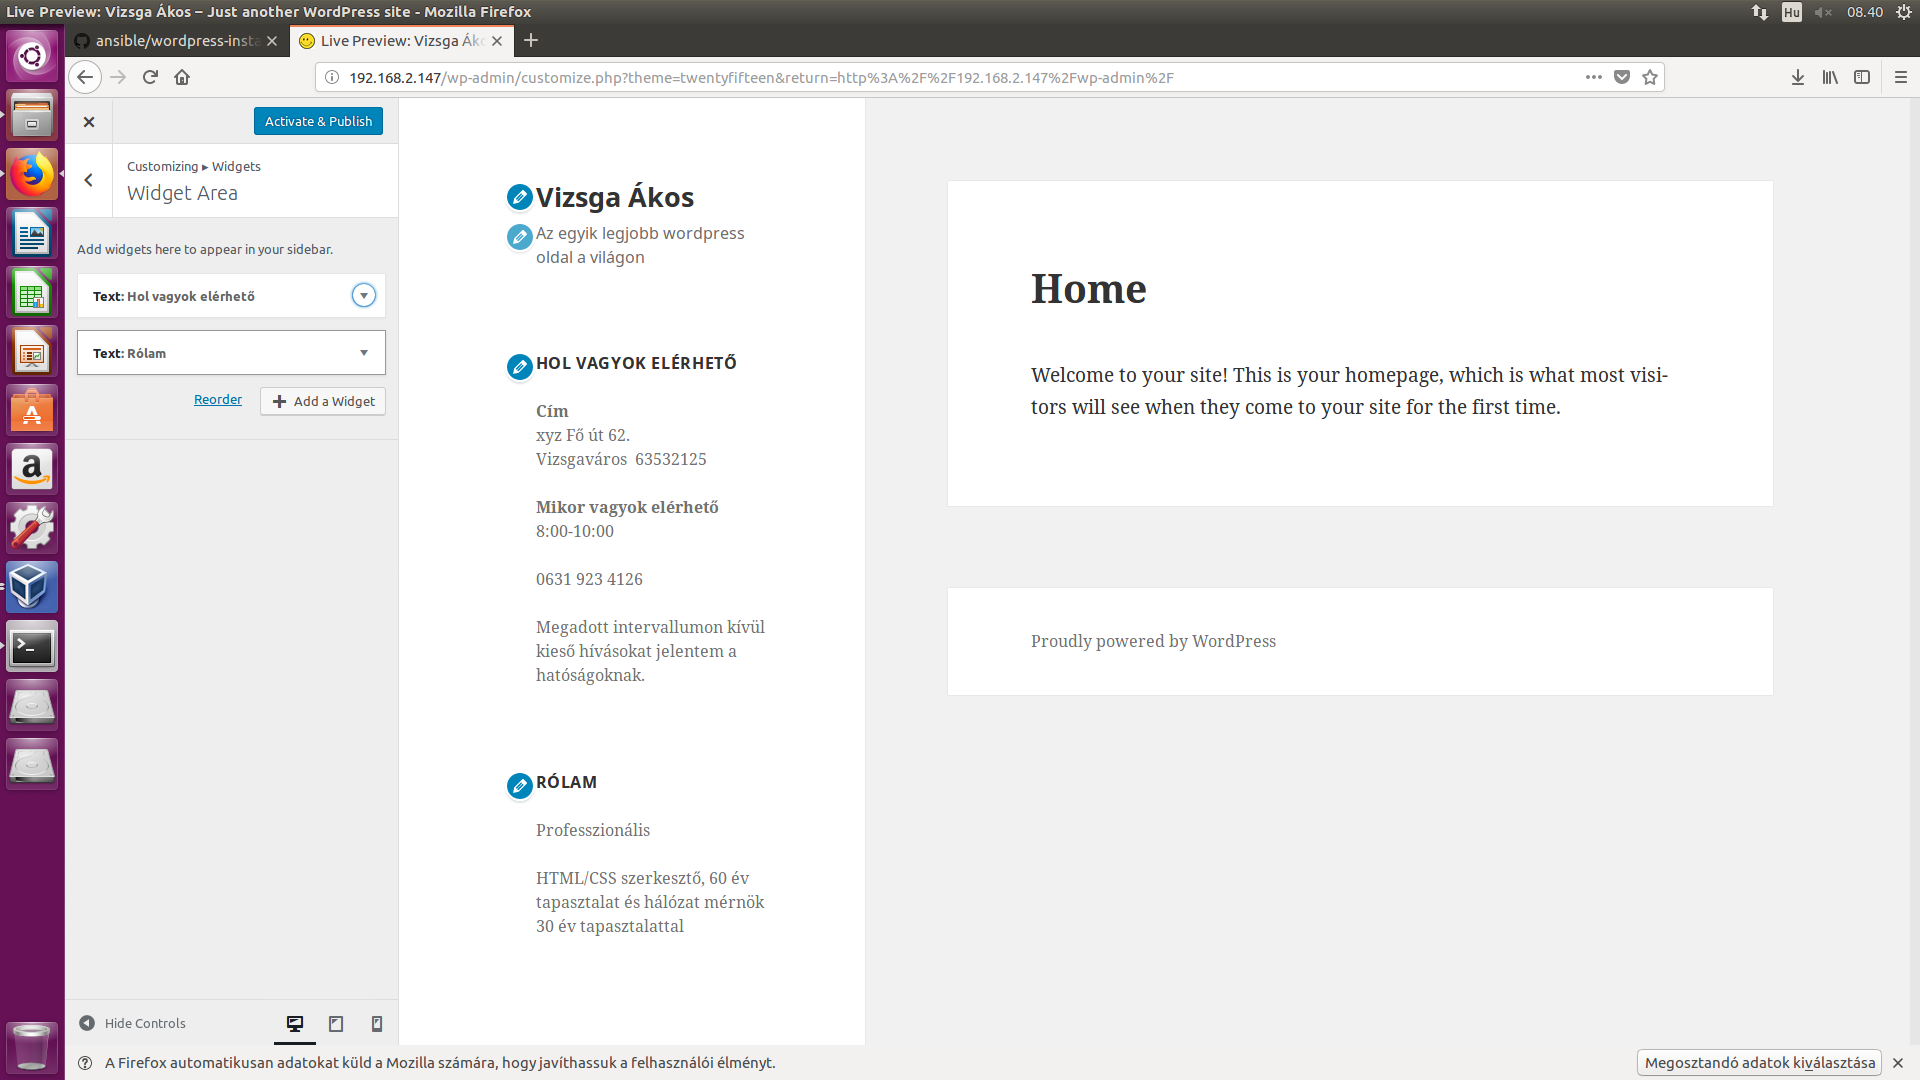 Live Preview: Vizsga Ákos – Just another WordPress site - Mozilla Firefox
Hu
08.40
ansible/wordpress-insta
Live Preview: Vizsga Ák
192.168.2.147/wp-admin/customize.php?theme=twentyfifteen&return=http%3A%2F%2F192.168.2.147%2Fwp-admin%2F
Activate & Publish
Customizing ▸ Widgets
Widget Area
Add widgets here to appear in your sidebar.
Text: Hol vagyok elérhető
Text: Rólam
Reorder
Add a Widget
Hide Controls
Vizsga Ákos
Az egyik legjobb wordpress
oldal a világon
HOL VAGYOK ELÉRHETŐ
Cím
xyz Fő út 62.
Vizsgaváros  63532125
Mikor vagyok elérhető
8:00-10:00
0631 923 4126
Megadott intervallumon kívül
kieső hívásokat jelentem a
hatóságoknak.
RÓLAM
Professzionális
HTML/CSS szerkesztő, 60 év
tapasztalat és hálózat mérnök
30 év tapasztalattal
Home
Welcome to your site! This is your homepage, which is what most visi-
tors will see when they come to your site for the first time.
Proudly powered by WordPress
A Firefox automatikusan adatokat küld a Mozilla számára, hogy javíthassuk a felhasználói élményt.
Megosztandó adatok kiválasztása